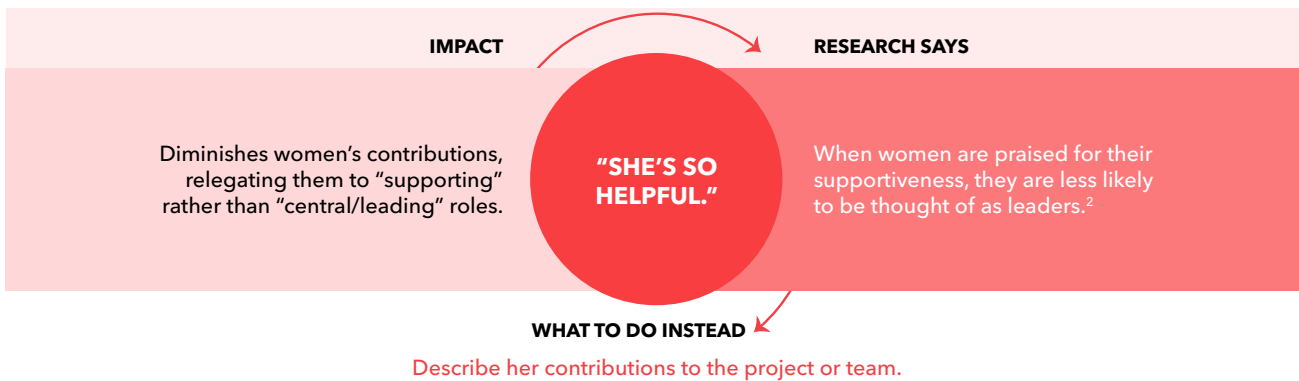 IMPACT
Diminishes women's contributions,
relegating them to "supporting"
rather than "central/leading" roles.
"SHE'S SO
HELPFUL."
RESEARCH SAYS
When women are praised for their
supportiveness, they are less likely
to be thought of as leaders.²
WHAT TO DO INSTEAD
Describe her contributions to the project or team.